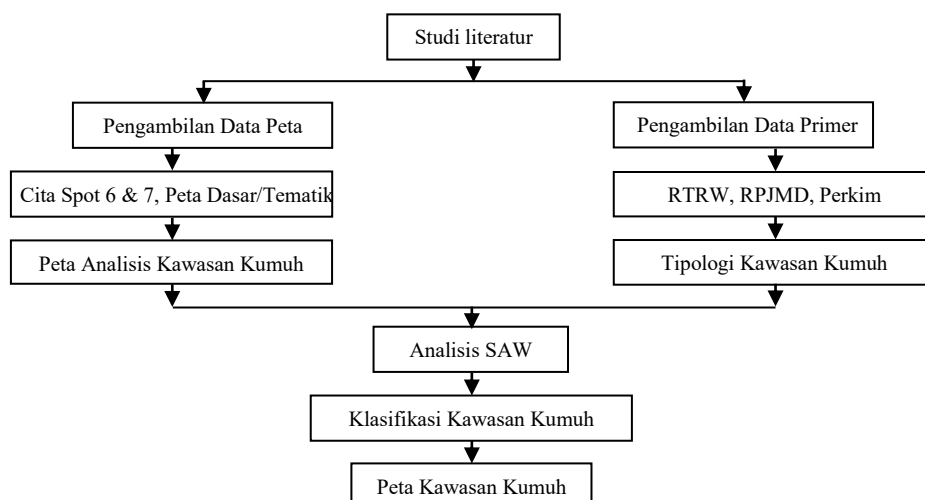 Studi literatur
Pengambilan Data Peta
Pengambilan Data Primer
Cita Spot 6 & 7, Peta Dasar/Tematik
RTRW, RPJMD, Perkim
Peta Analisis Kawasan Kumuh
Tipologi Kawasan Kumuh
Analisis SAW
Klasifikasi Kawasan Kumuh
Peta Kawasan Kumuh